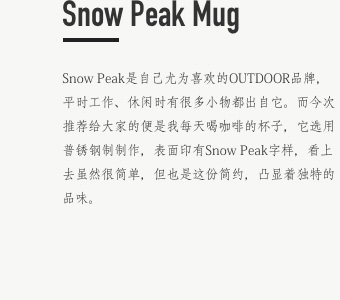 Snow Peak Mug
Snow Peak是自己尤为喜欢的OUTDOOR品牌，
平时工作、休闲时有很多小物都出自它。而今次
推荐给大家的便是我每天喝咖啡的杯子，它选用
普锈钢制制作，表面印有Snow Peak字样，看上
去虽然很简单，但也是这份简约，凸显着独特的
品味。